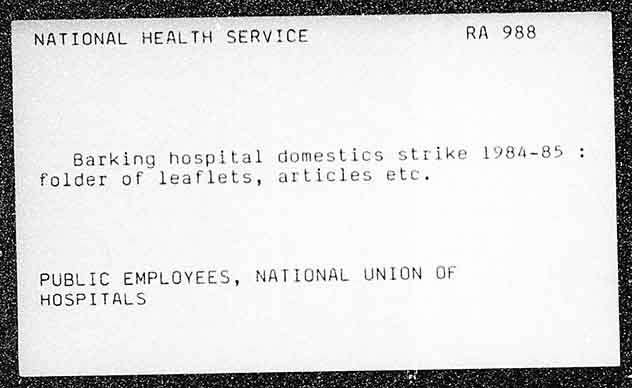 NATIONAL HEALTH SERVICE RA 988
Barking hospital domestics strike 1984-85 :
folder of leaflets, articles etc.
PUBLIC EMPLOYEES, NATIONAL UNION OF
HOSPITALS